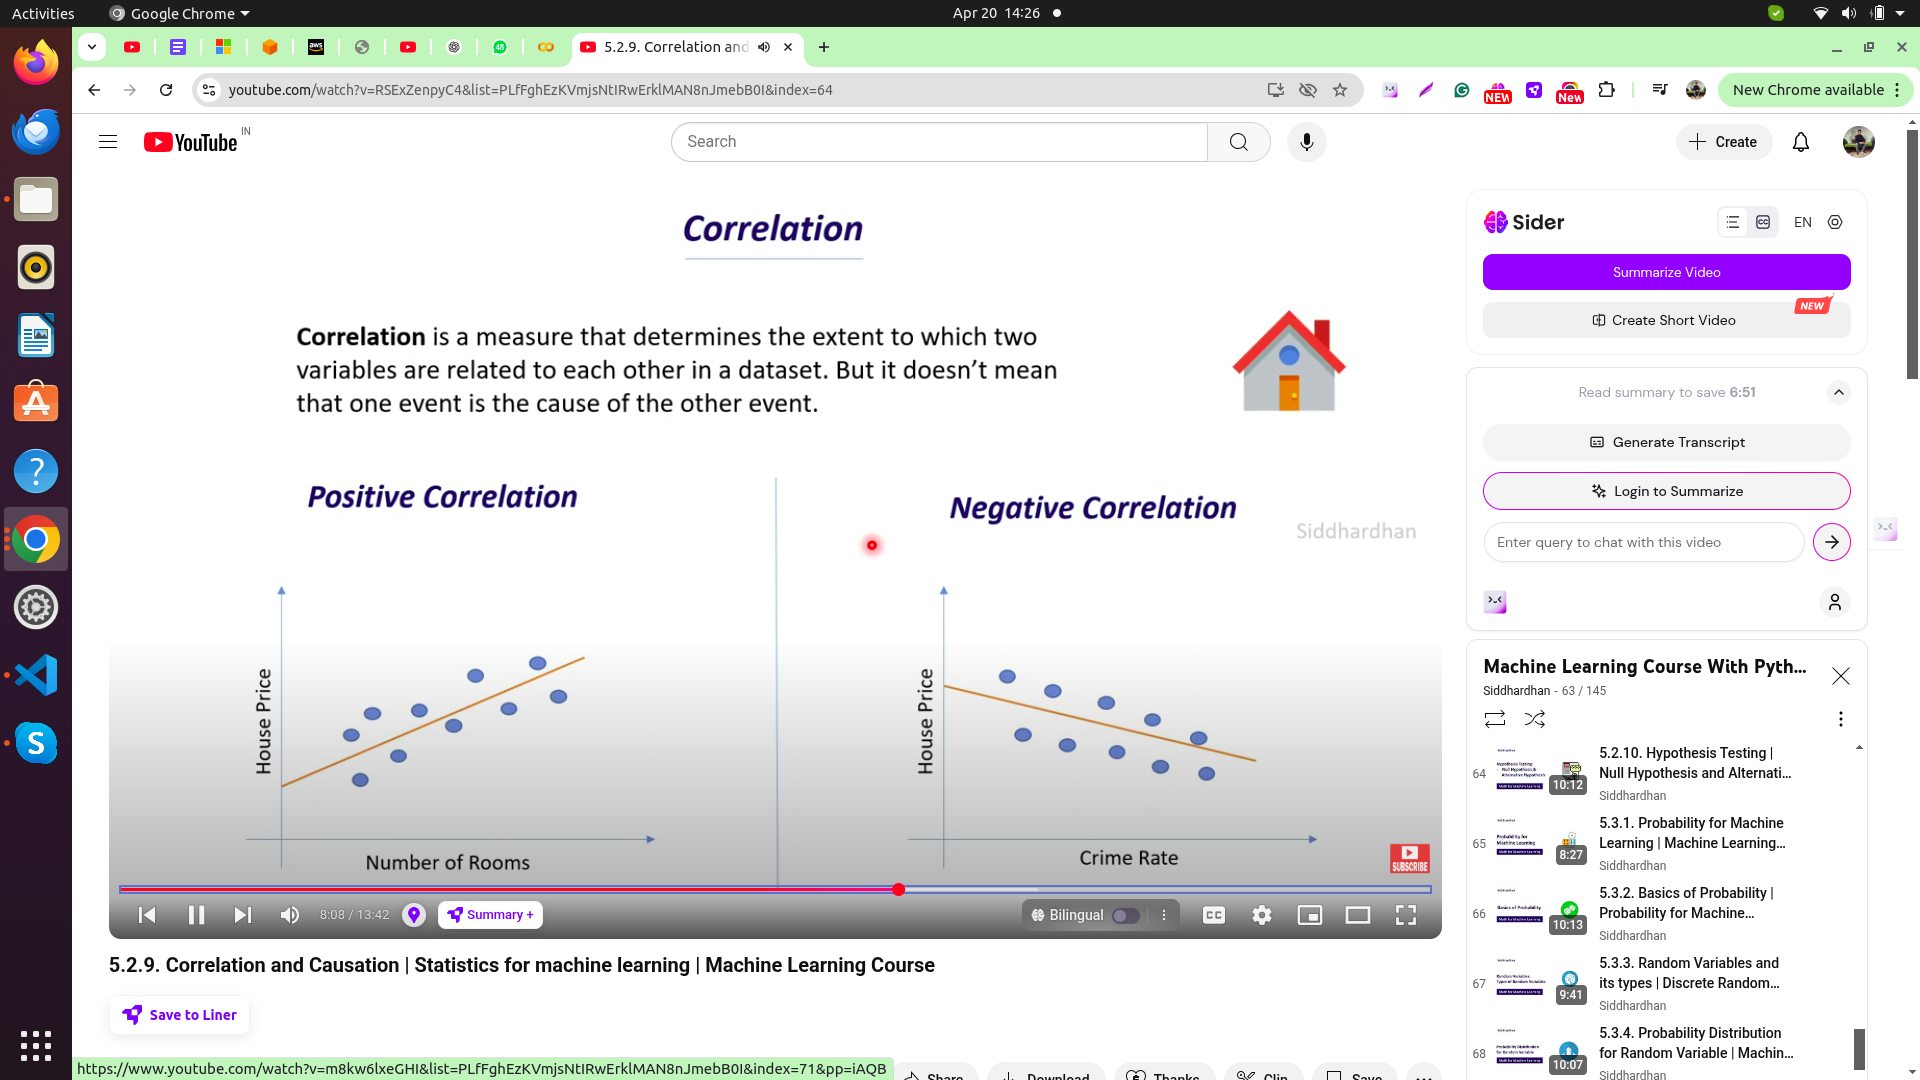 Activities
Google Chrome
Apr 20 14:26
5.2.9. Correlation and
youtube.com/watch?v=RSExZenpyC4&list=PLfFghEzKVmjsNtIRwErklMAN8nJmebB0I&index=64
NEW
New
New Chrome available
YouTube
IN
Search
Create
Correlation
Correlation is a measure that determines the extent to which two
variables are related to each other in a dataset. But it doesn't mean
that one event is the cause of the other event.
Positive Correlation
Negative Correlation
Siddhardhan
House Price
Number of Rooms
House Price
Crime Rate
SUBSCRIBE
8:08 / 13:42
Summary +
Bilingual
CC
5.2.9. Correlation and Causation | Statistics for machine learning | Machine Learning Course
Save to Liner
https://www.youtube.com/watch?v=m8kw6lxeGHI&list=PLfFghEzKVmjsNtIRwErklMAN8nJmebB0I&index=71&pp=iAQB
Share
Download
Thanks
Clip
Save
Sider
EN
Summarize Video
NEW
Create Short Video
Read summary to save 6:51
Generate Transcript
Login to Summarize
Enter query to chat with this video
Machine Learning Course With Pyth...
Siddhardhan - 63 / 145
64
10:12
5.2.10. Hypothesis Testing |
Null Hypothesis and Alternati...
Siddhardhan
65
Probability for
Machine Learning
8:27
5.3.1. Probability for Machine
Learning | Machine Learning...
Siddhardhan
66
Basics of Probability
10:13
5.3.2. Basics of Probability |
Probability for Machine...
Siddhardhan
67
9:41
5.3.3. Random Variables and
its types | Discrete Random...
Siddhardhan
68
10:07
5.3.4. Probability Distribution
for Random Variable | Machin...
Siddhardhan